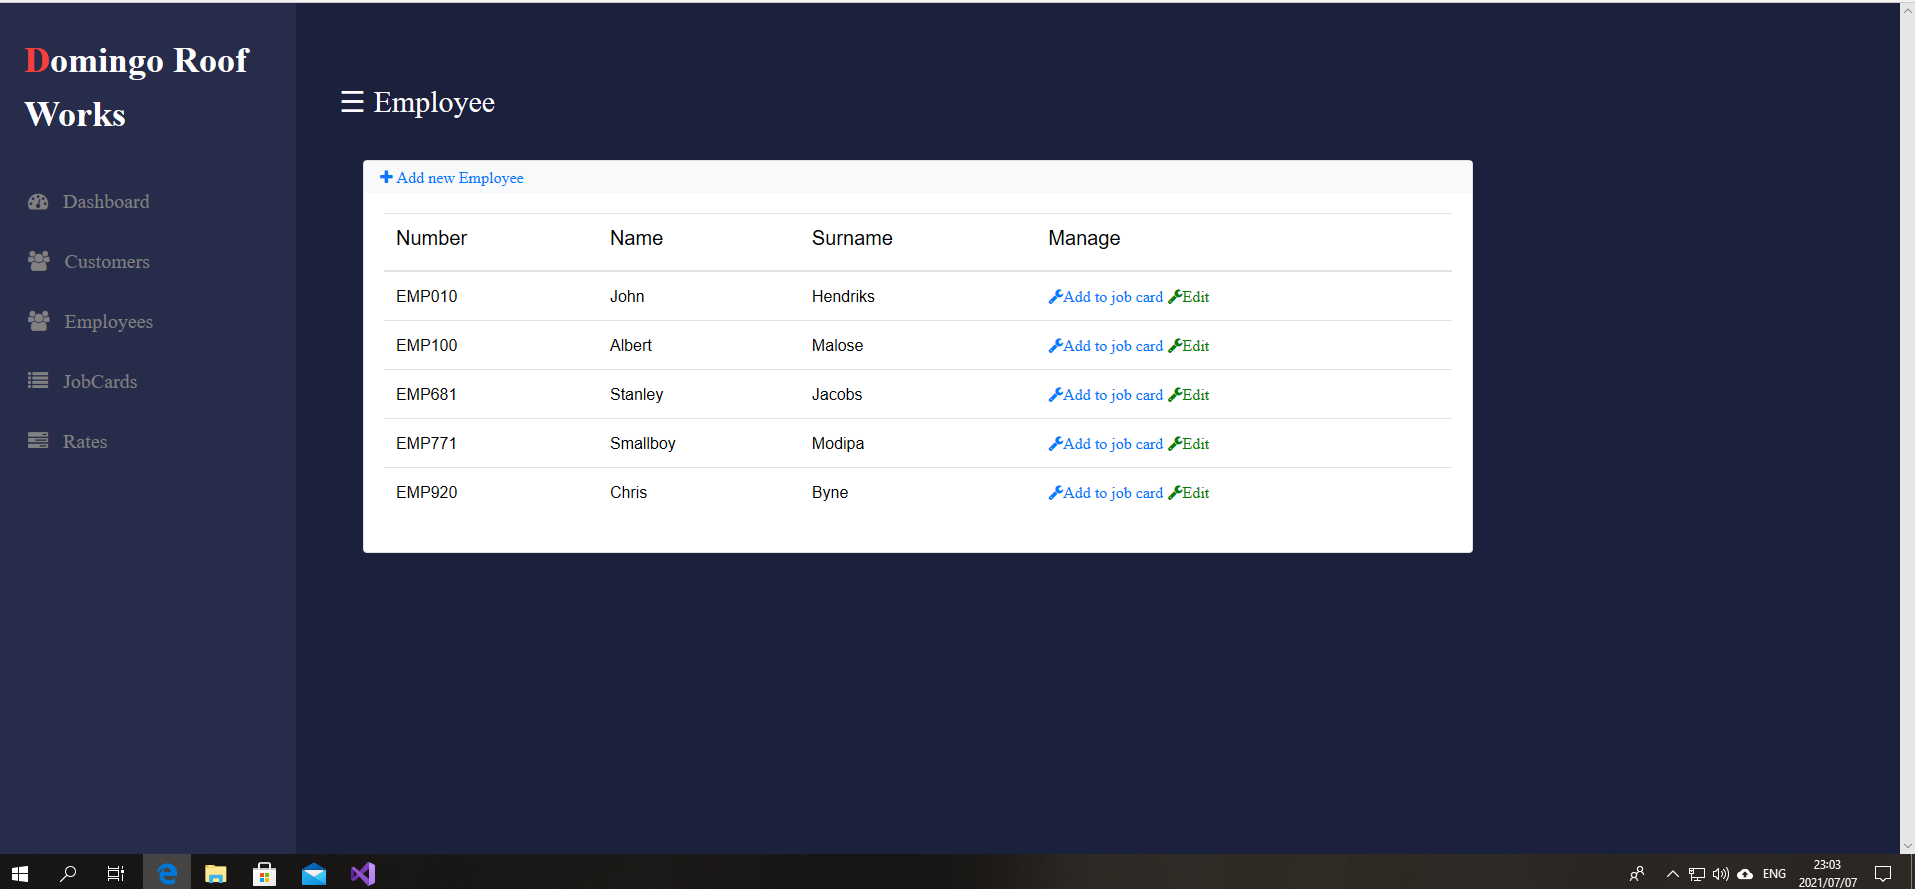 Domingo Roof
Works
Dashboard
Customers
Employees
JobCards
Rates
☰ Employee
Add new Employee
Number Name Surname Manage
EMP010 John Hendriks Add to job card Edit
EMP100 Albert Malose Add to job card Edit
EMP681 Stanley Jacobs Add to job card Edit
EMP771 Smallboy Modipa Add to job card Edit
EMP920 Chris Byne Add to job card Edit
ENG
23:03
2021/07/07